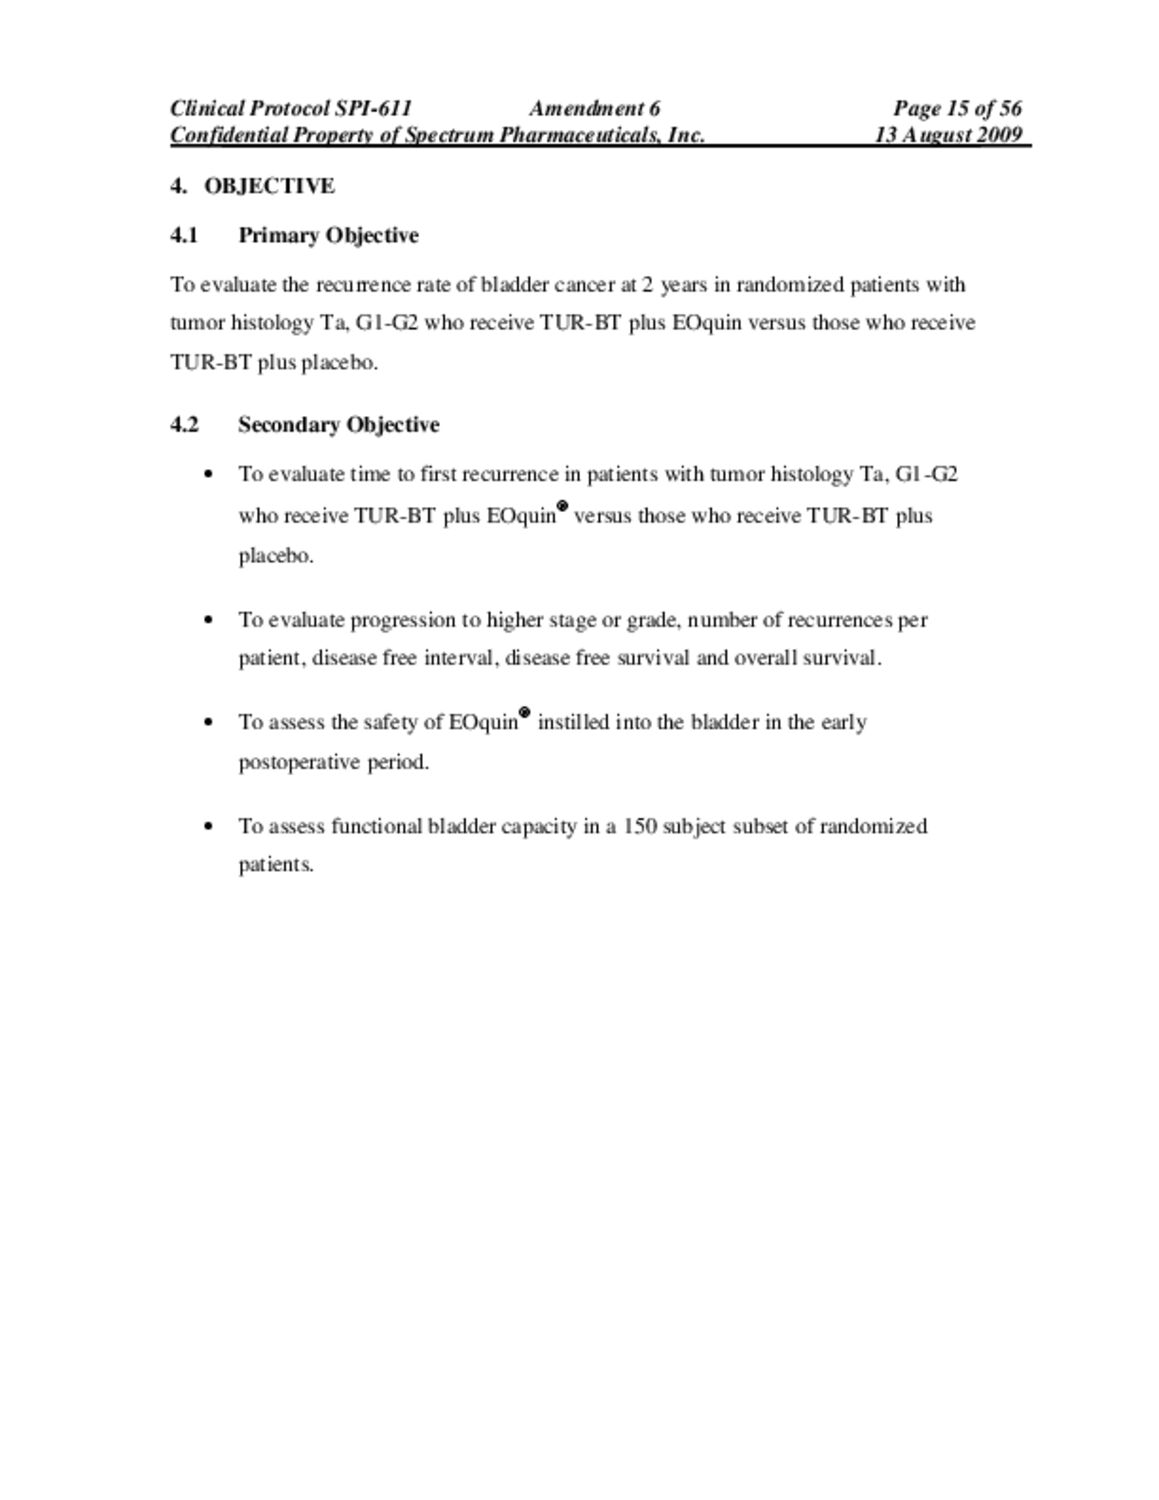 Clinical Protocol SPI-611 Amendment 6 Page 15 of 56
Confidential Property of Spectrum Pharmaceuticals, Inc. 13 August 2009
4. OBJECTIVE
4.1 Primary Objective
To evaluate the recurrence rate of bladder cancer at 2 years in randomized patients with
tumor histology Ta, G1-G2 who receive TUR-BT plus EOquin versus those who receive
TUR-BT plus placebo.
4.2 Secondary Objective
• To evaluate time to first recurrence in patients with tumor histology Ta, G1-G2
who receive TUR-BT plus EOquin® versus those who receive TUR-BT plus
placebo.
• To evaluate progression to higher stage or grade, number of recurrences per
patient, disease free interval, disease free survival and overall survival.
• To assess the safety of EOquin® instilled into the bladder in the early
postoperative period.
• To assess functional bladder capacity in a 150 subject subset of randomized
patients.